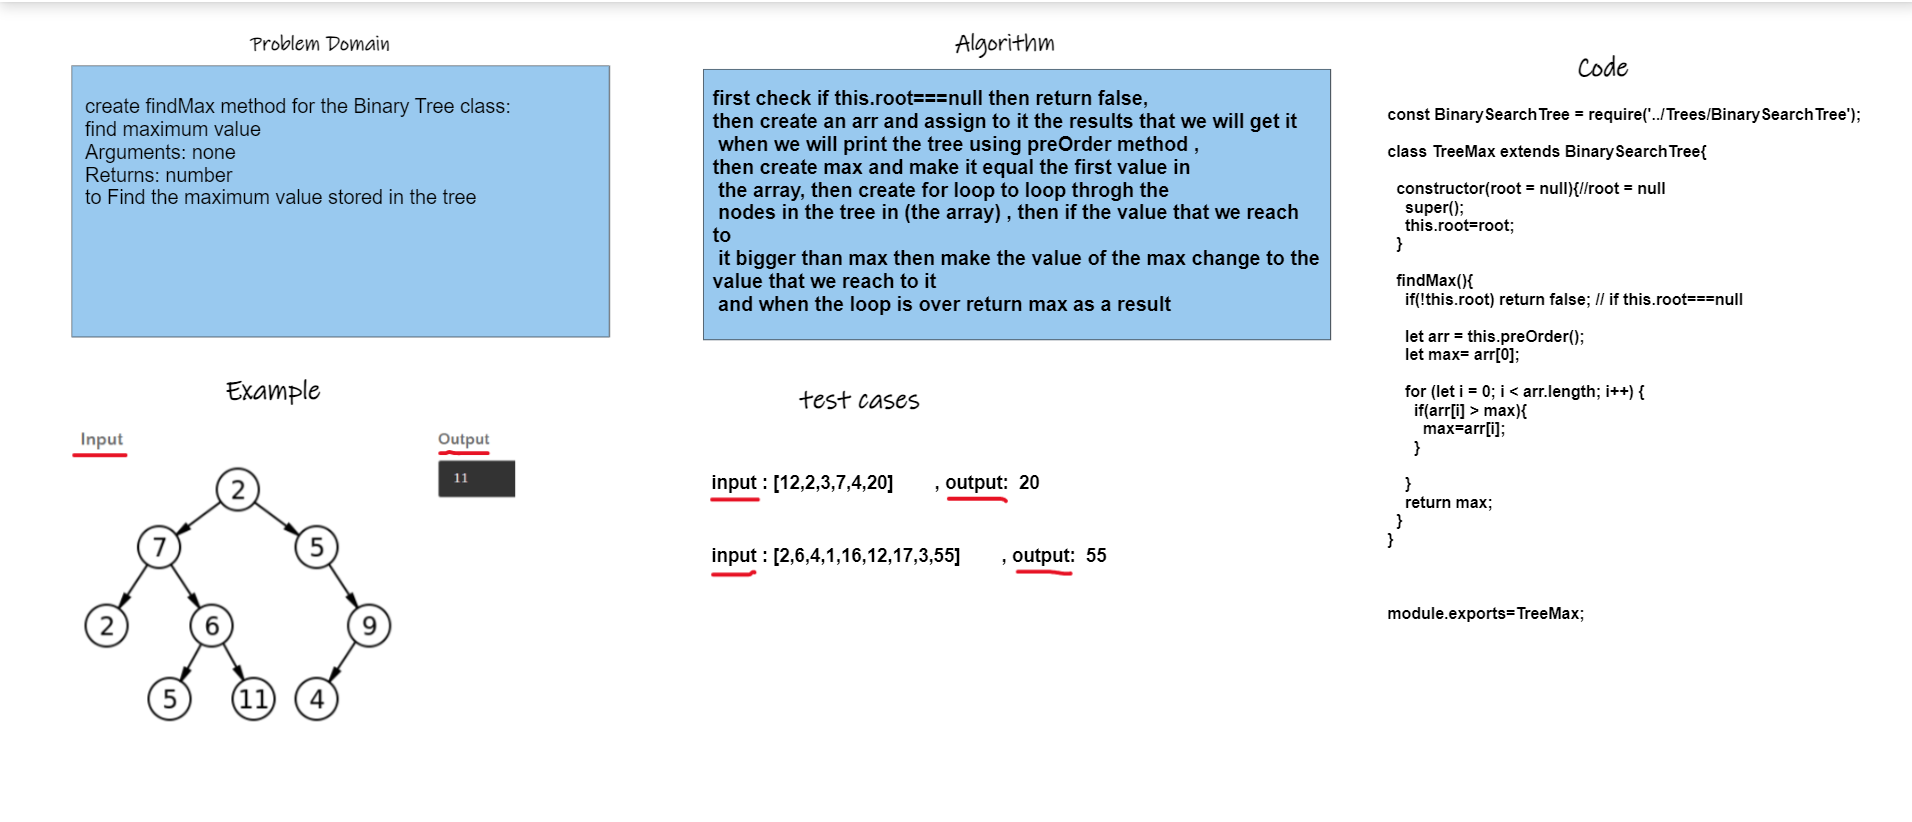 Problem Domain
create findMax method for the Binary Tree class:
find maximum value
Arguments: none
Returns: number
to Find the maximum value stored in the tree
Algorithm
first check if this.root===null then return false,
then create an arr and assign to it the results that we will get it
when we will print the tree using preOrder method ,
then create max and make it equal the first value in
the array, then create for loop to loop throgh the
nodes in the tree in (the array) , then if the value that we reach
to
it bigger than max then make the value of the max change to the
value that we reach to it
and when the loop is over return max as a result
Code
const BinarySearchTree = require('../Trees/BinarySearchTree');
class TreeMax extends BinarySearchTree{
constructor(root = null){//root = null
super();
this.root=root;
}
findMax(){
if(!this.root) return false; // if this.root===null
let arr = this.preOrder();
let max= arr[0];
for (let i = 0; i < arr.length; i++) {
if(arr[i] > max){
max=arr[i];
}
}
return max;
}
}
module.exports=TreeMax;
Example
Input
Output
11
2
7
5
2
6
9
5
11
4
test cases
input : [12,2,3,7,4,20] , output: 20
input : [2,6,4,1,16,12,17,3,55] , output: 55